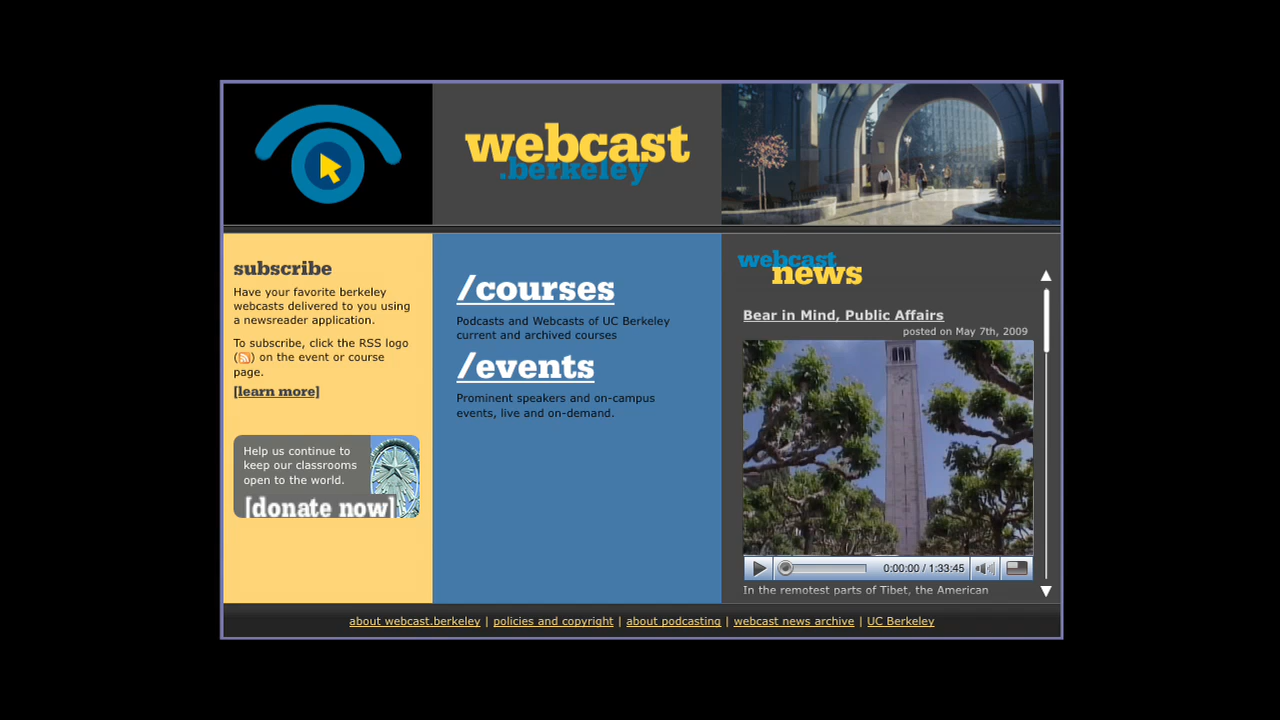 webcast
.berkeley
subscribe
Have your favorite berkeley
webcasts delivered to you using
a newsreader application.
To subscribe, click the RSS logo
( ) on the event or course
page.
[learn more]
Help us continue to
keep our classrooms
open to the world.
[donate now]
/courses
Podcasts and Webcasts of UC Berkeley
current and archived courses
/events
Prominent speakers and on-campus
events, live and on-demand.
webcast
news
Bear in Mind, Public Affairs
posted on May 7th, 2009
0:00:00 / 1:33:45
In the remotest parts of Tibet, the American
about webcast.berkeley | policies and copyright | about podcasting | webcast news archive | UC Berkeley